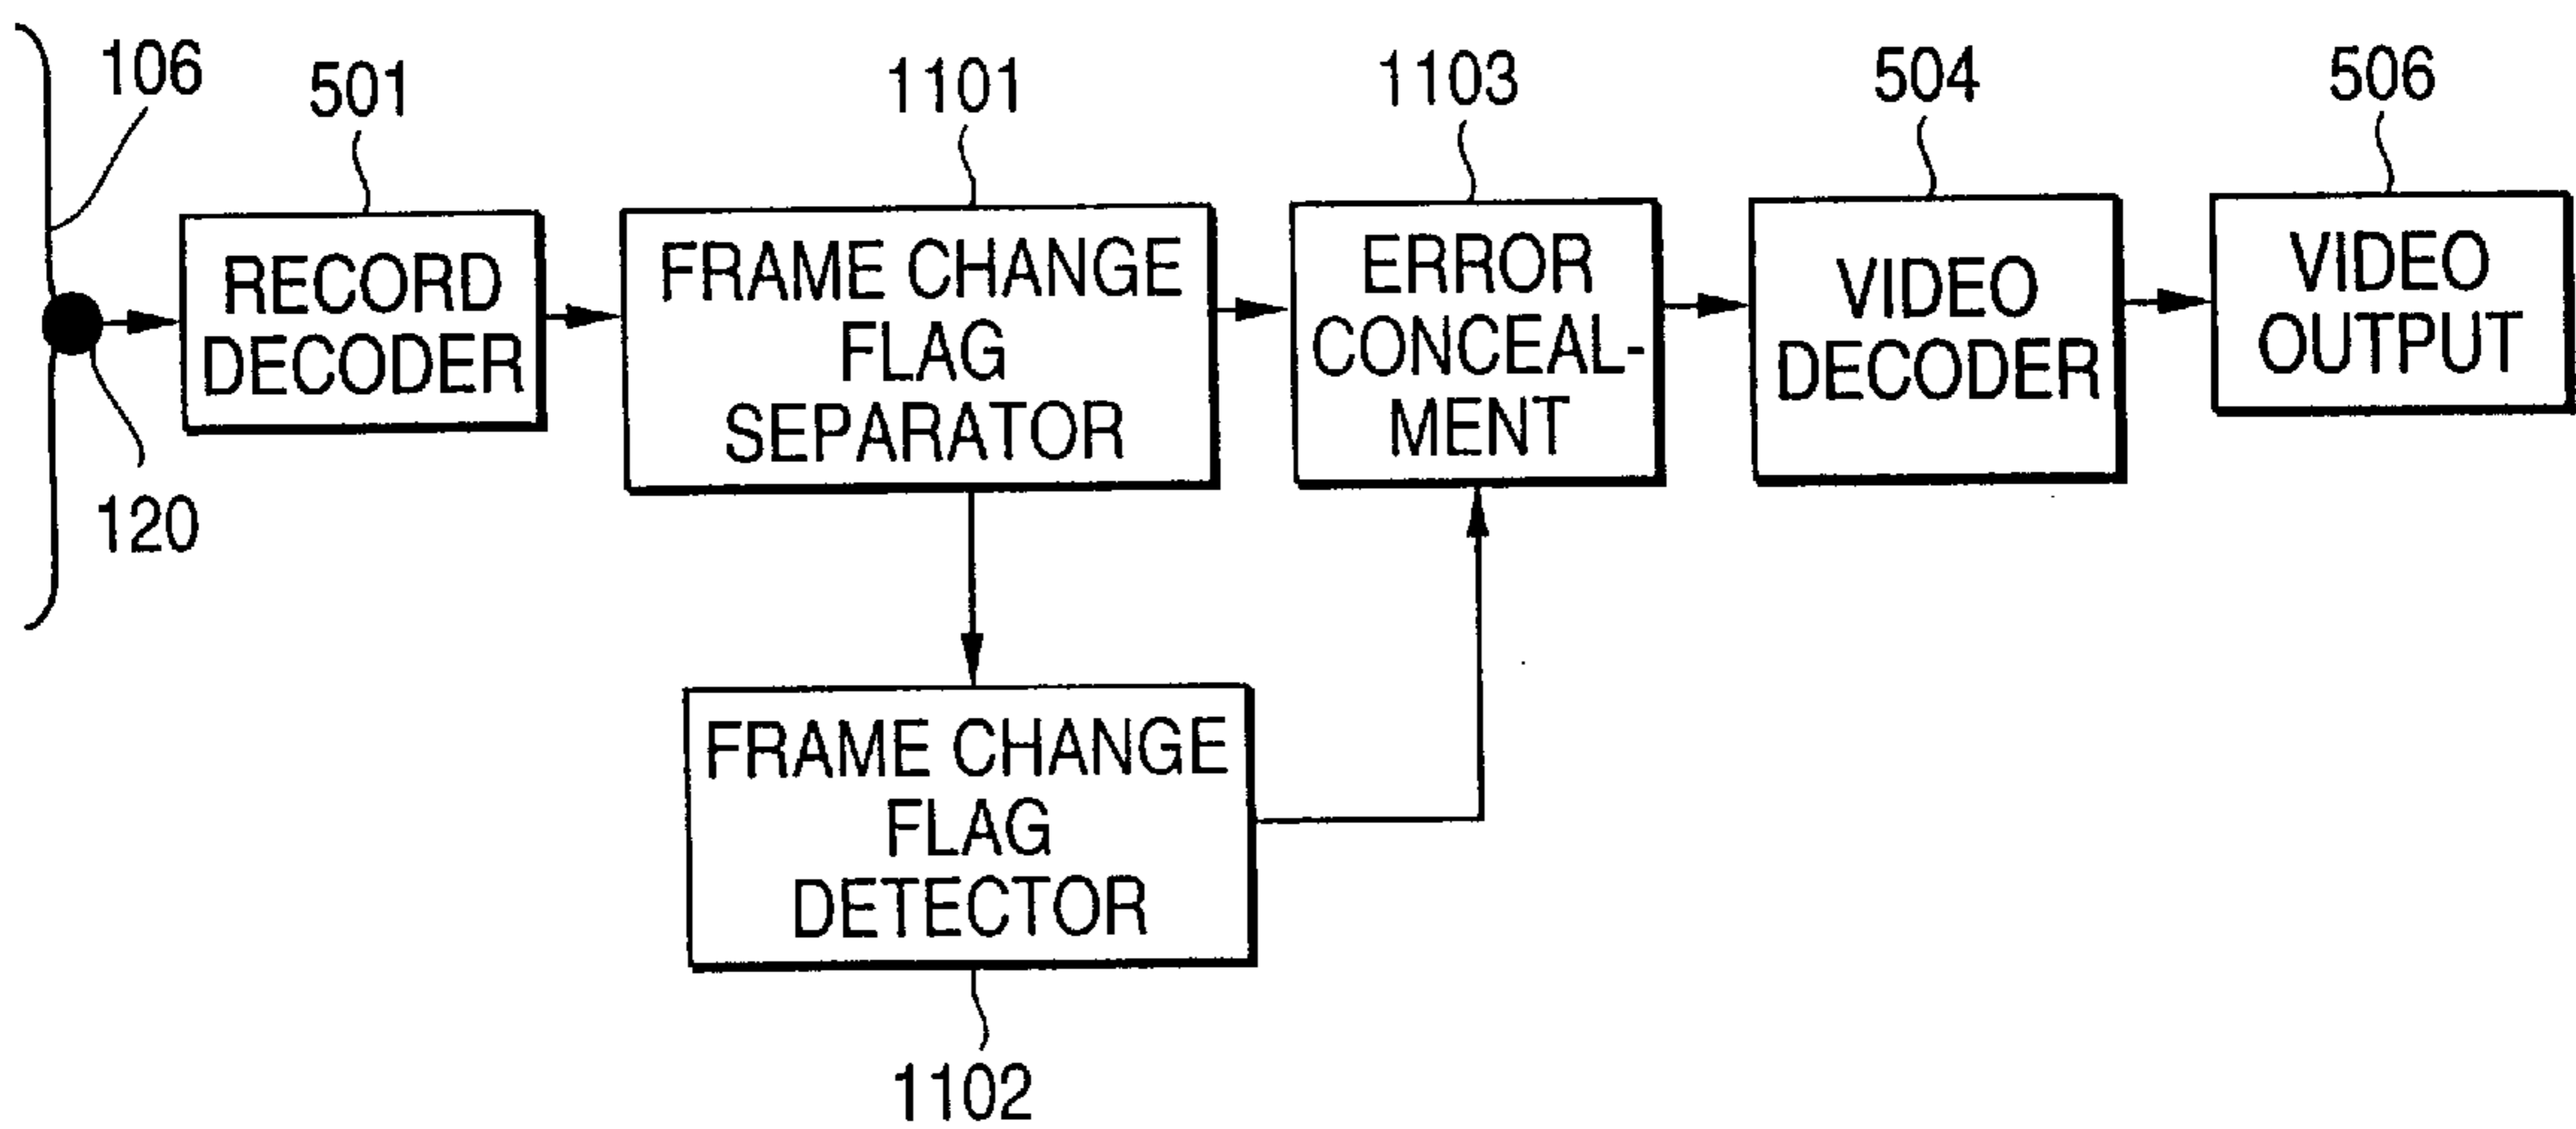 106
501
1101
1103
504
506
RECORD
DECODER
FRAME CHANGE
FLAG
SEPARATOR
ERROR
CONCEAL-
MENT
VIDEO
DECODER
VIDEO
OUTPUT
120
FRAME CHANGE
FLAG
DETECTOR
1102